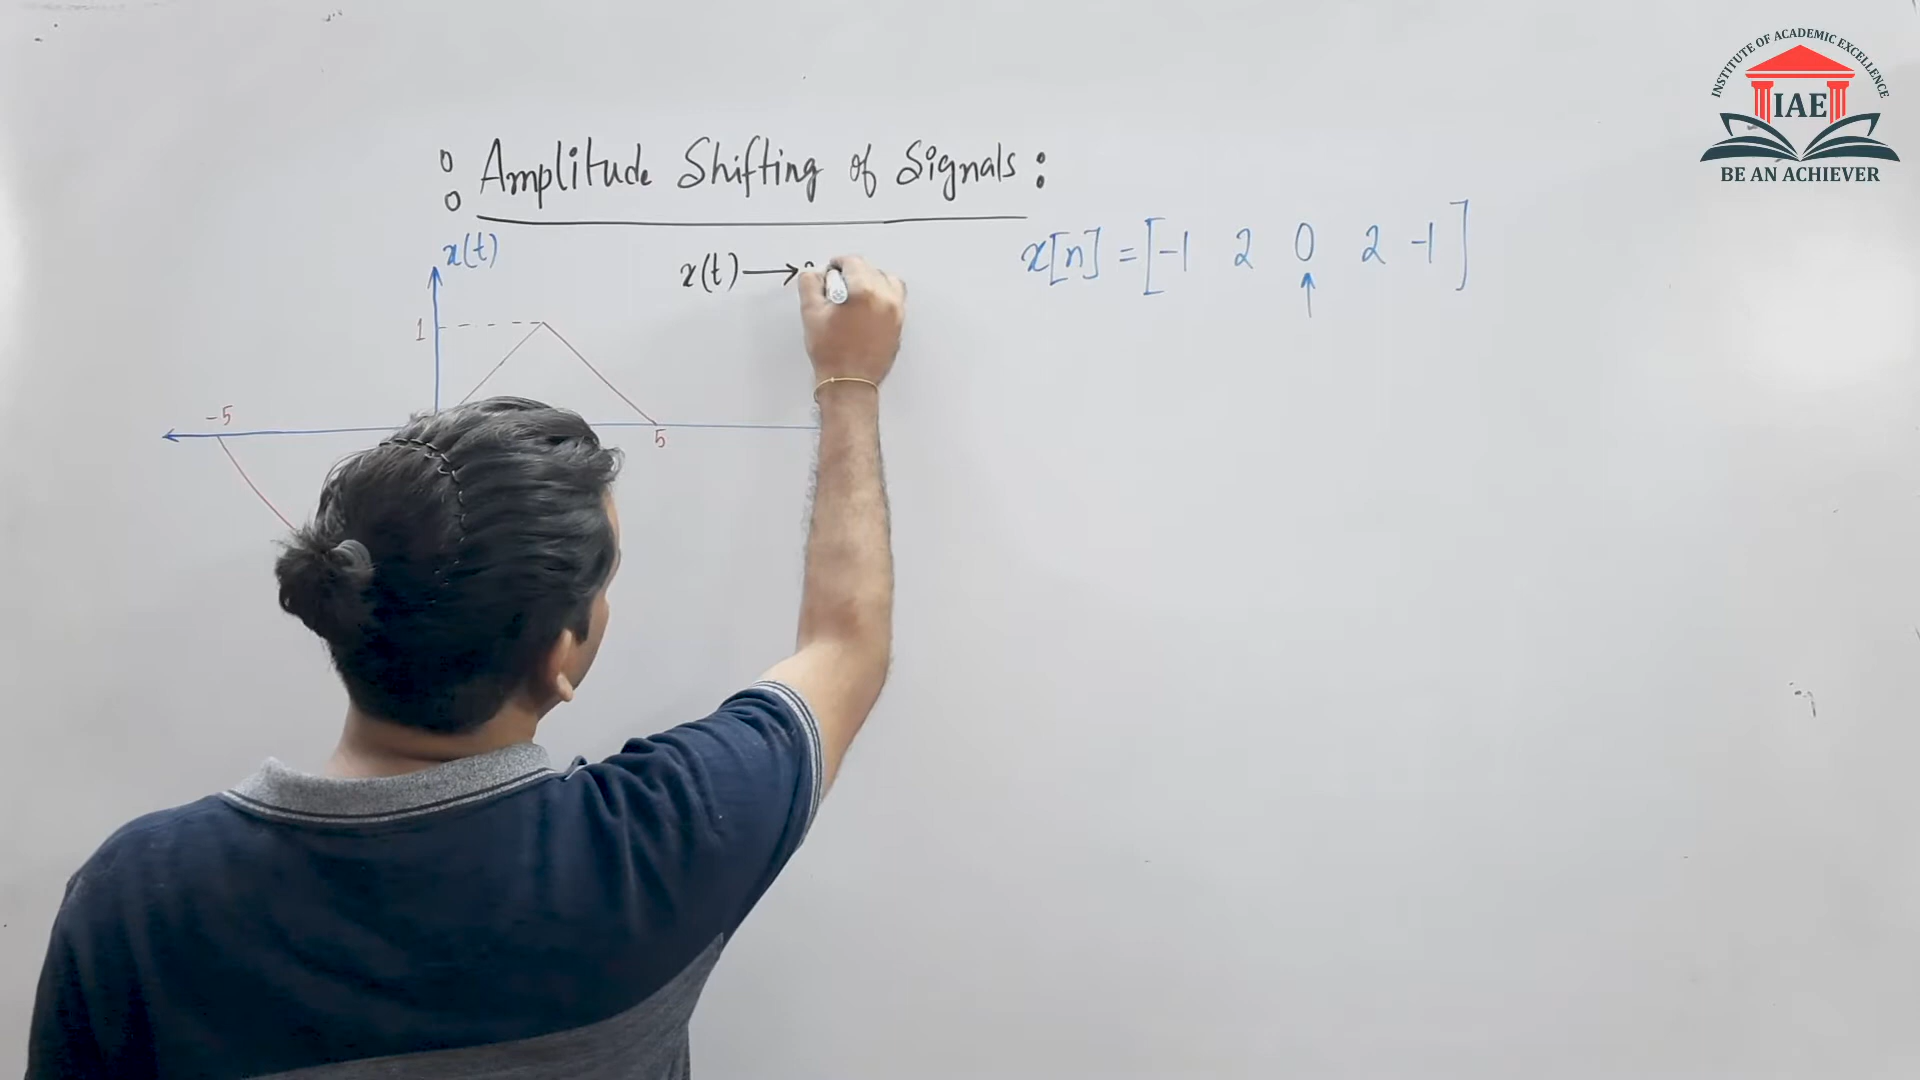 INSTITUTE OF ACADEMIC EXCELLENCE
IAE
BE AN ACHIEVER
: Amplitude Shifting of Signals :
x(t)
x(t) →
x[n] = [-1 2 0 2 -1]
↑
1
-5
5